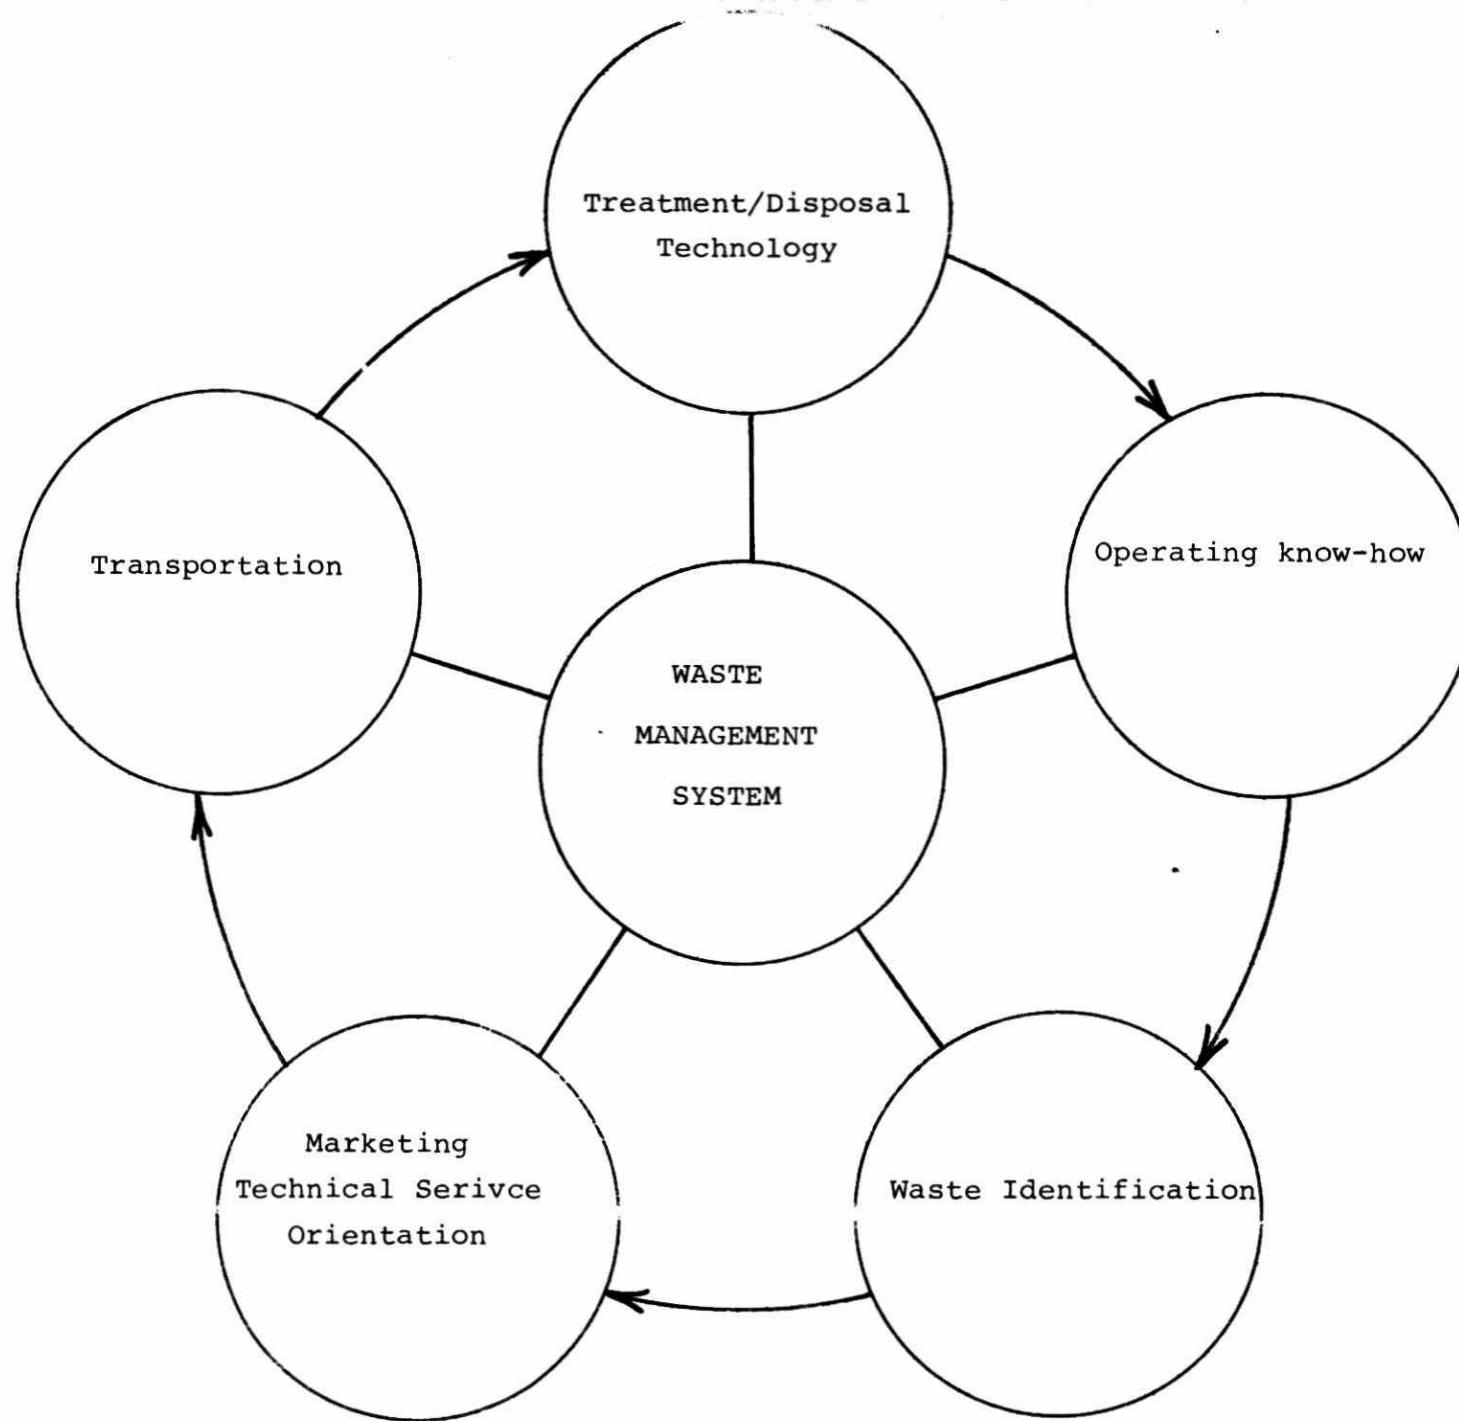 Treatment/Disposal
Technology
Operating know-how
Transportation
WASTE
MANAGEMENT
SYSTEM
Marketing
Technical Serivce
Orientation
Waste Identification